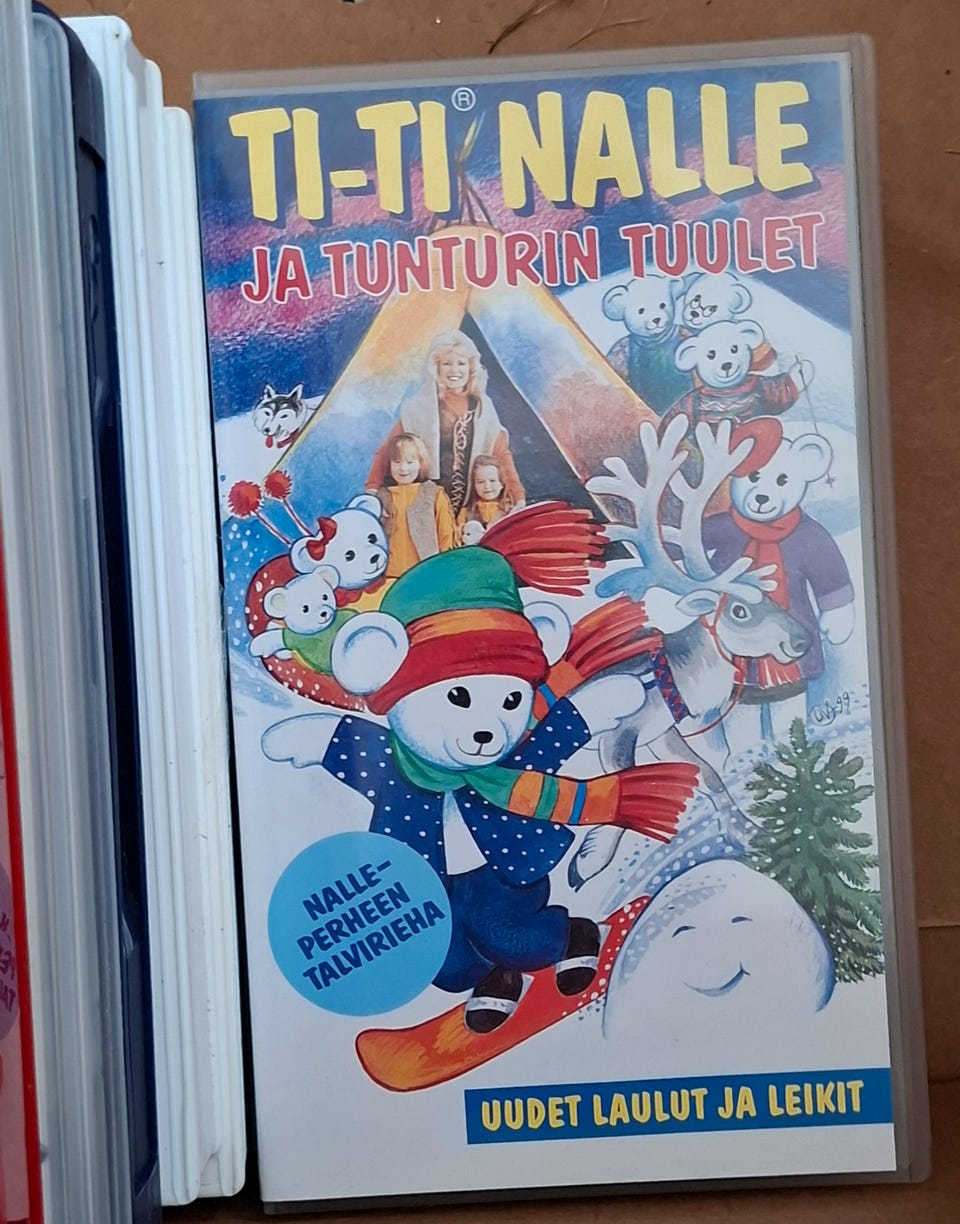 TI-TI® NALLE
JA TUNTURIN TUULET
NALLE-
PERHEEN
TALVIRIEHA
UUDET LAULUT JA LEIKIT